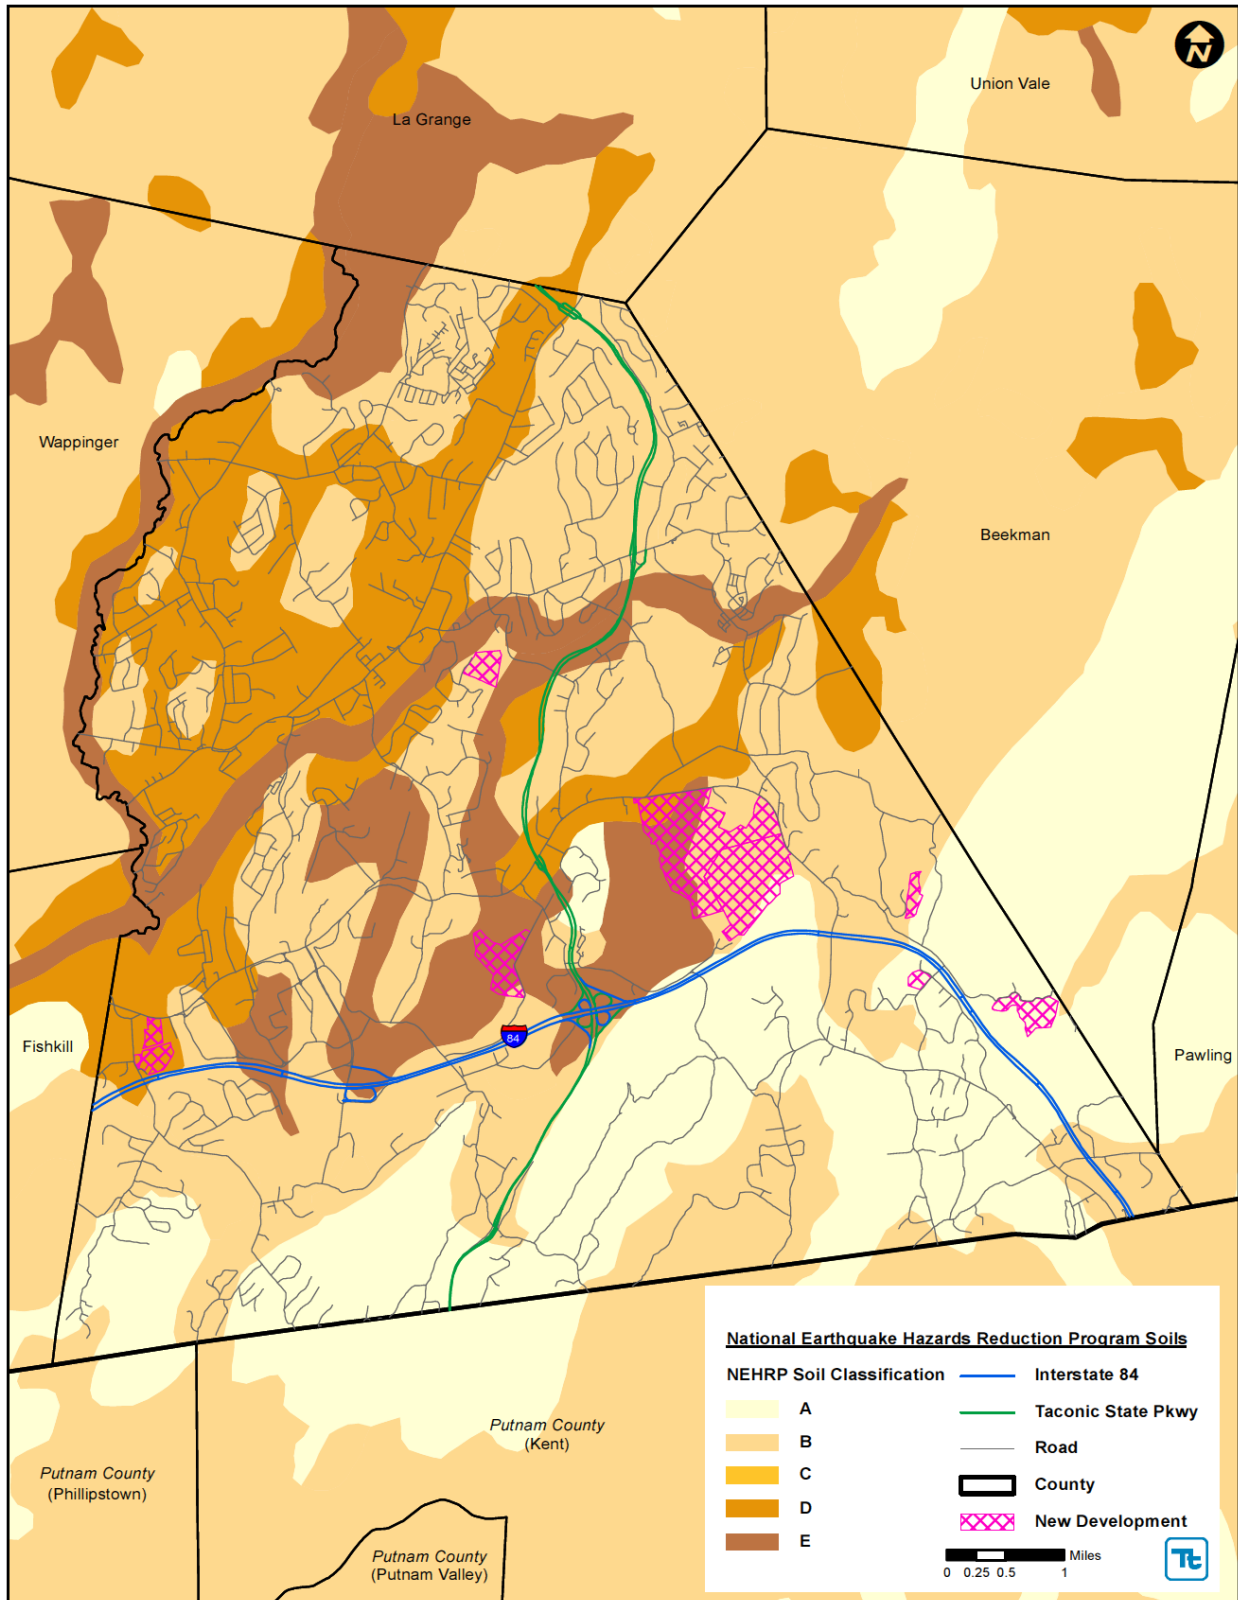 N
Union Vale
La Grange
Wappinger
Beekman
Fishkill
84
Pawling
Putnam County
(Kent)
Putnam County
(Phillipstown)
Putnam County
(Putnam Valley)
National Earthquake Hazards Reduction Program Soils
NEHRP Soil Classification
A
B
C
D
E
Interstate 84
Taconic State Pkwy
Road
County
New Development
Miles
0 0.25 0.5 1
Tt